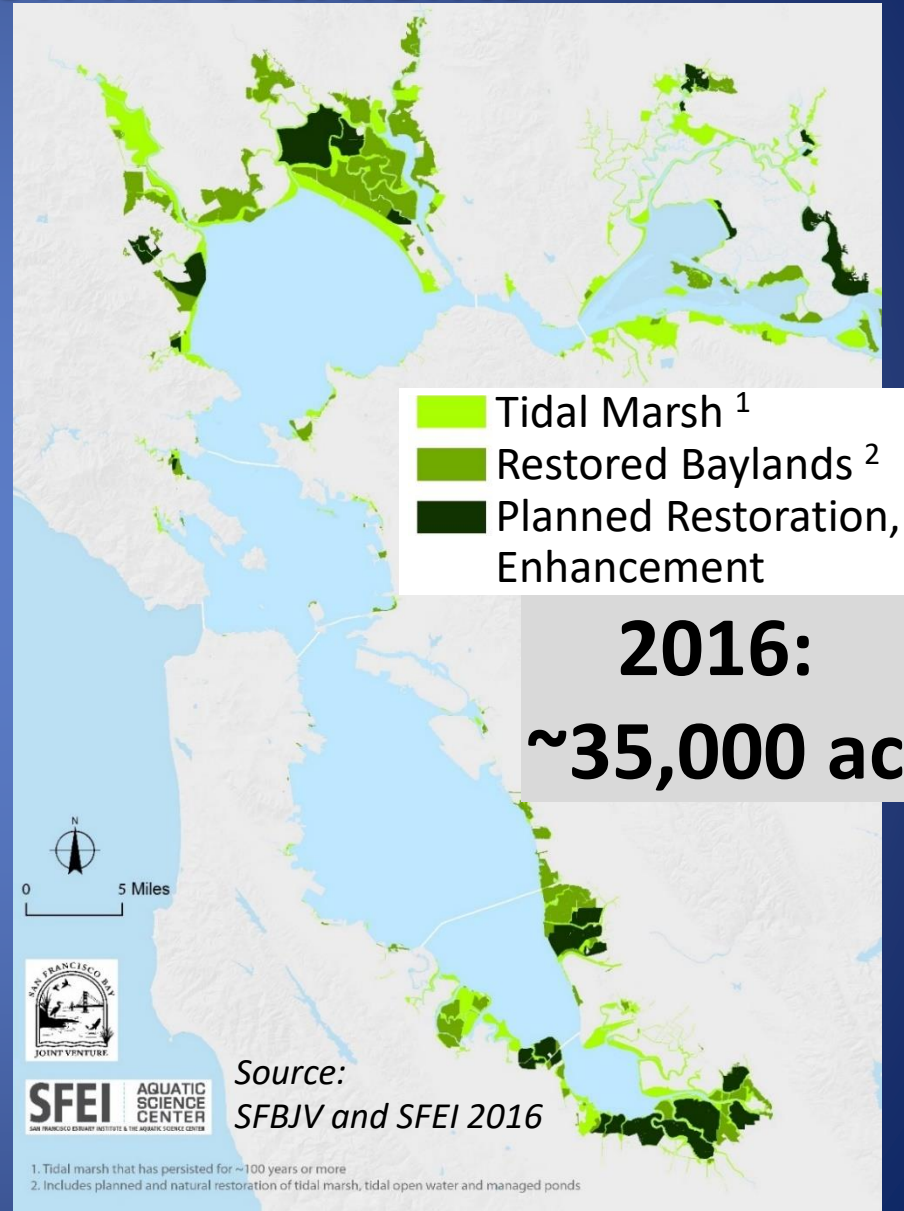 Tidal Marsh 1
Restored Baylands 2
Planned Restoration,
Enhancement
2016:
~35,000 ac
N
0 5 Miles
SAN FRANCISCO BAY
JOINT VENTURE
Source:
SFBJV and SFEI 2016
SFEI
AQUATIC
SCIENCE
CENTER
SAN FRANCISCO ESTUARY INSTITUTE & THE AQUATIC SCIENCE CENTER
1. Tidal marsh that has persisted for ~100 years or more
2. Includes planned and natural restoration of tidal marsh, tidal open water and managed ponds